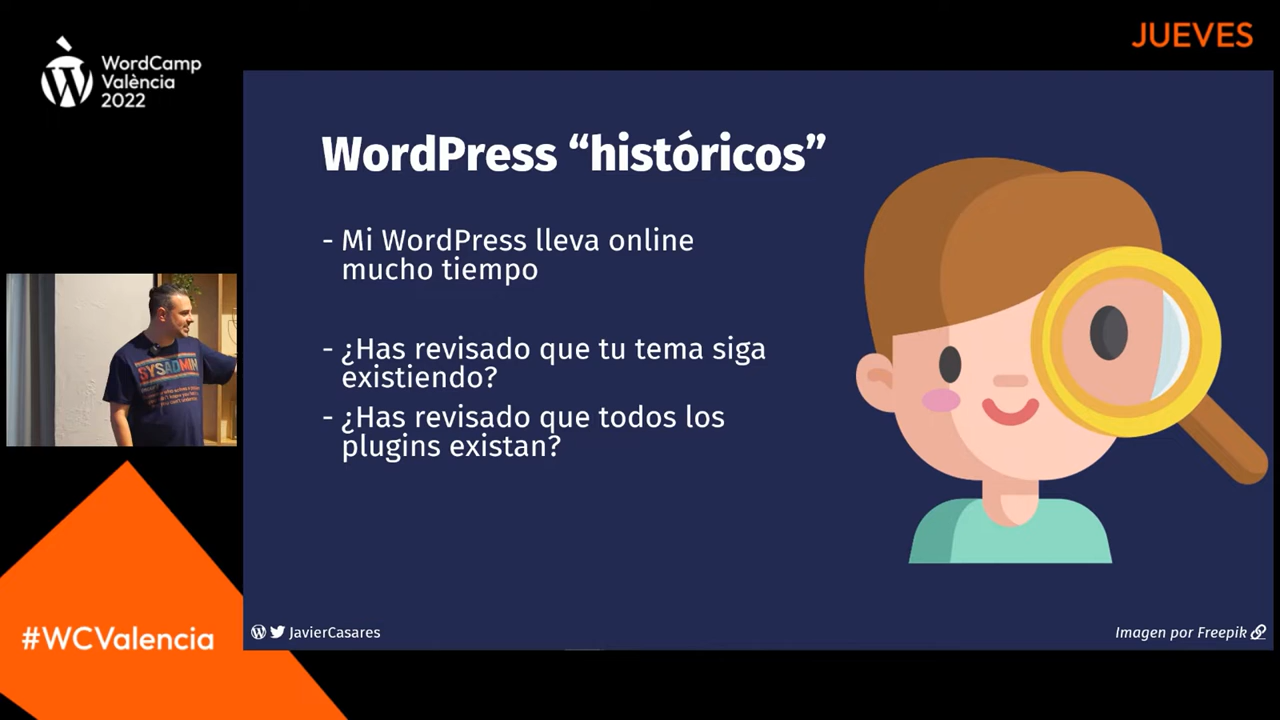 JUEVES
WordCamp
València
2022
WordPress “históricos”
- Mi WordPress lleva online
mucho tiempo
- ¿Has revisado que tu tema siga
existiendo?
- ¿Has revisado que todos los
plugins existan?
SYSADMIN
#WCValencia
JavierCasares
Imagen por Freepik